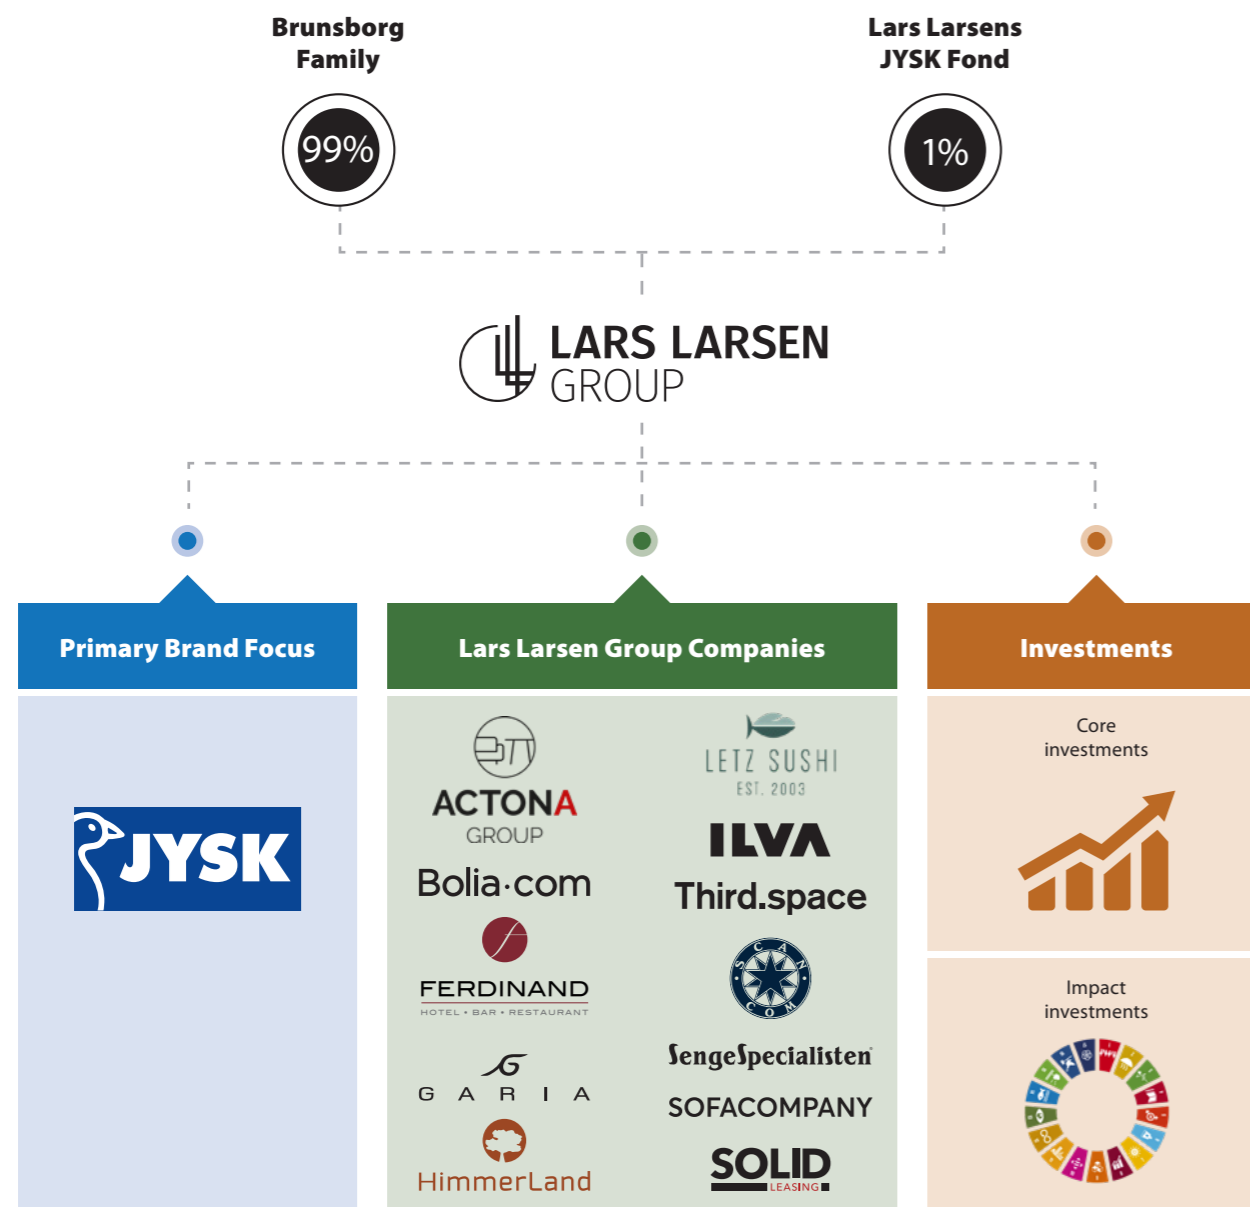 Brunsborg
Family
Lars Larsens
JYSK Fond
99%
1%
LARS LARSEN
GROUP
Primary Brand Focus
Lars Larsen Group Companies
Investments
JYSK
ACTONA
GROUP
Bolia.com
FERDINAND
HOTEL • BAR • RESTAURANT
GARIA
HimmerLand
LETZ SUSHI
EST. 2003
ILVA
Third.space
SCAN
COM
SengeSpecialisten
SOFACOMPANY
SOLID
LEASING
Core
investments
Impact
investments